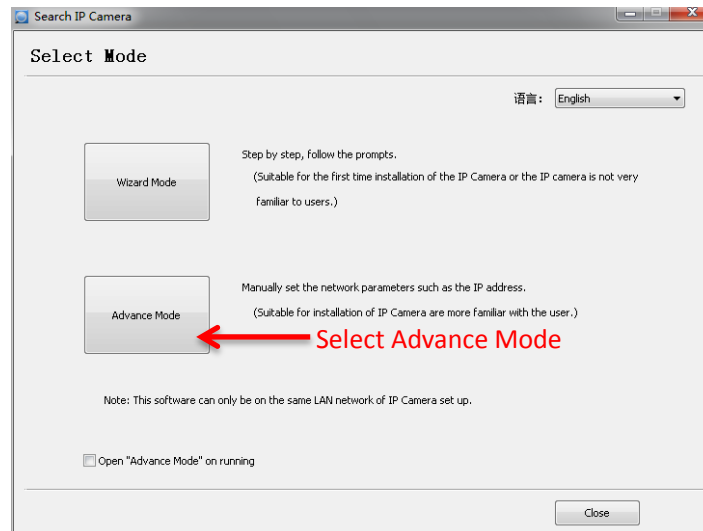 Search IP Camera
Select Mode
语言： English
Wizard Mode
Step by step, follow the prompts.
(Suitable for the first time installation of the IP Camera or the IP camera is not very
familiar to users.)
Advance Mode
Manually set the network parameters such as the IP address.
(Suitable for installation of IP Camera are more familiar with the user.)
Select Advance Mode
Note: This software can only be on the same LAN network of IP Camera set up.
Open "Advance Mode" on running
Close